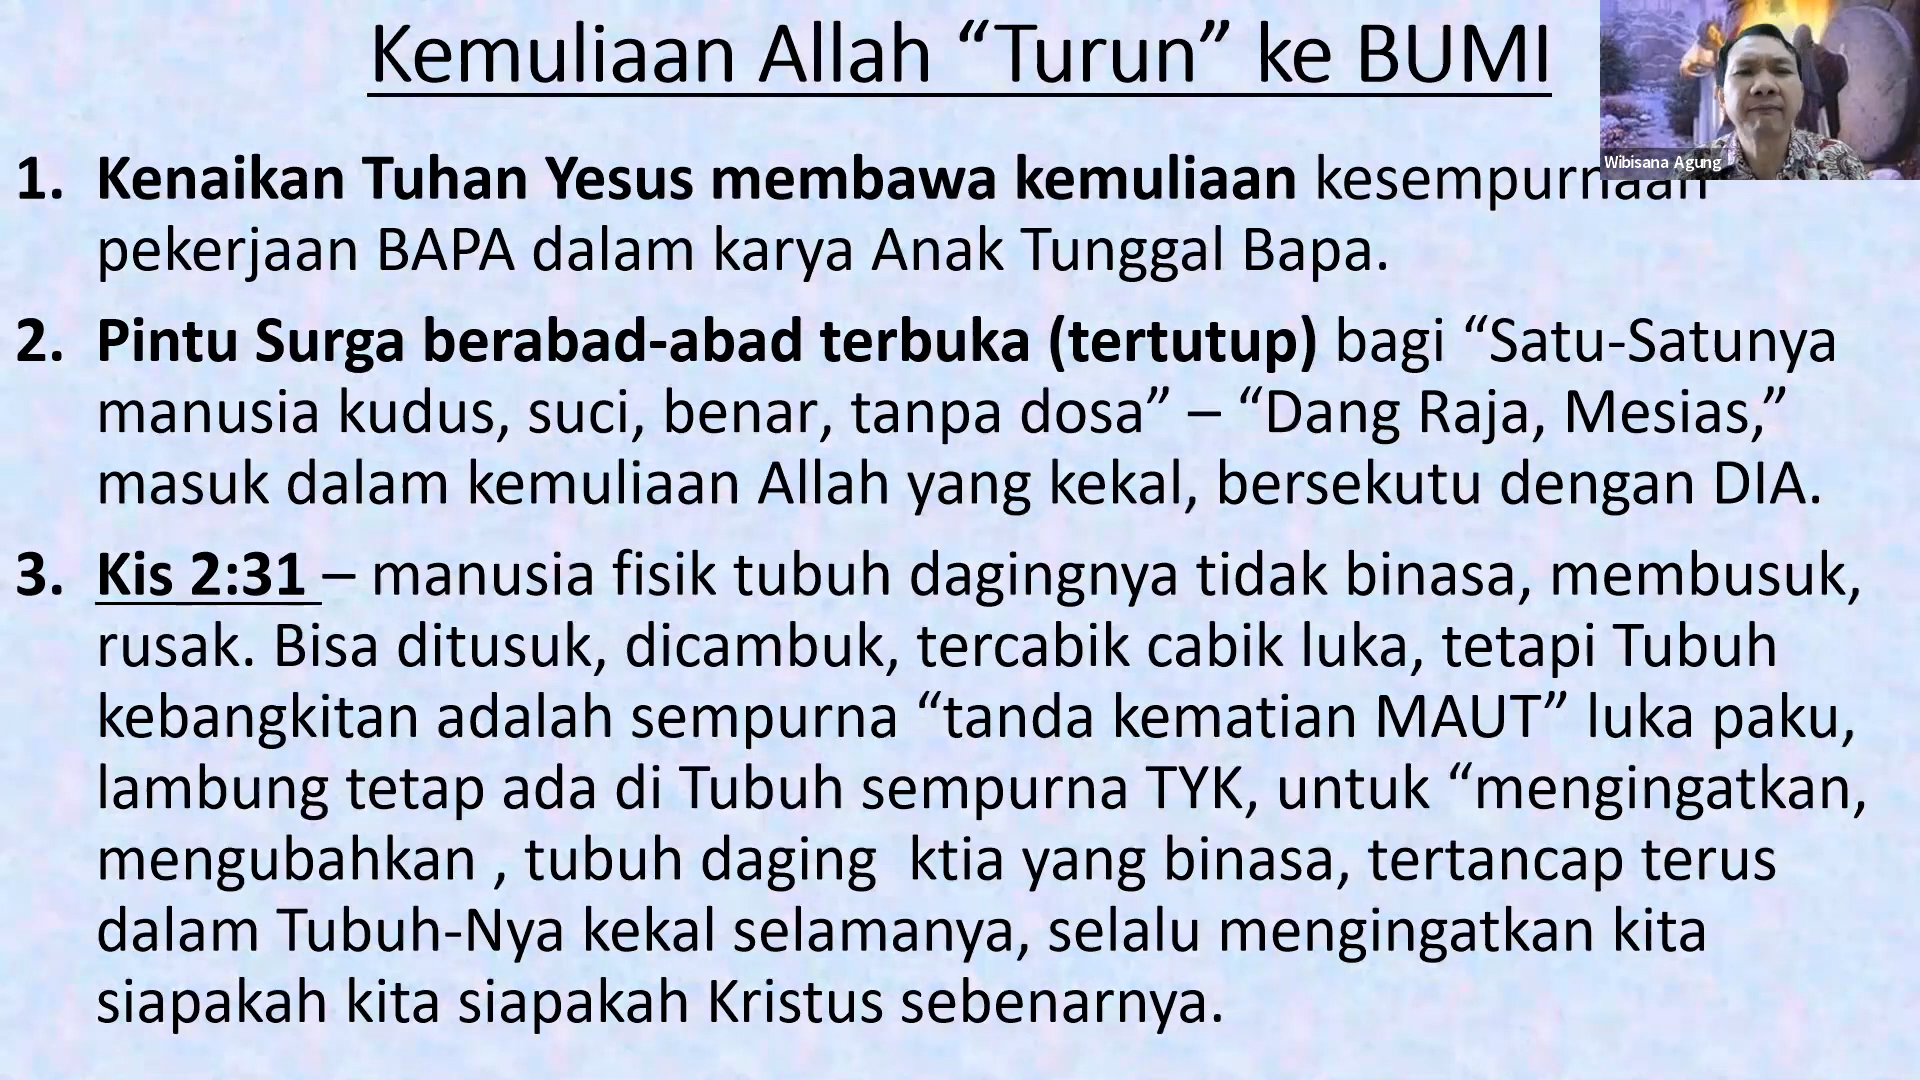 Kemuliaan Allah “Turun” ke BUMI
Wibisana Agung
1. Kenaikan Tuhan Yesus membawa kemuliaan kesempurnaan
pekerjaan BAPA dalam karya Anak Tunggal Bapa.
2. Pintu Surga berabad-abad terbuka (tertutup) bagi “Satu-Satunya
manusia kudus, suci, benar, tanpa dosa” – “Dang Raja, Mesias,”
masuk dalam kemuliaan Allah yang kekal, bersekutu dengan DIA.
3. Kis 2:31 – manusia fisik tubuh dagingnya tidak binasa, membusuk,
rusak. Bisa ditusuk, dicambuk, tercabik cabik luka, tetapi Tubuh
kebangkitan adalah sempurna “tanda kematian MAUT” luka paku,
lambung tetap ada di Tubuh sempurna TYK, untuk “mengingatkan,
mengubahkan , tubuh daging ktia yang binasa, tertancap terus
dalam Tubuh-Nya kekal selamanya, selalu mengingatkan kita
siapakah kita siapakah Kristus sebenarnya.